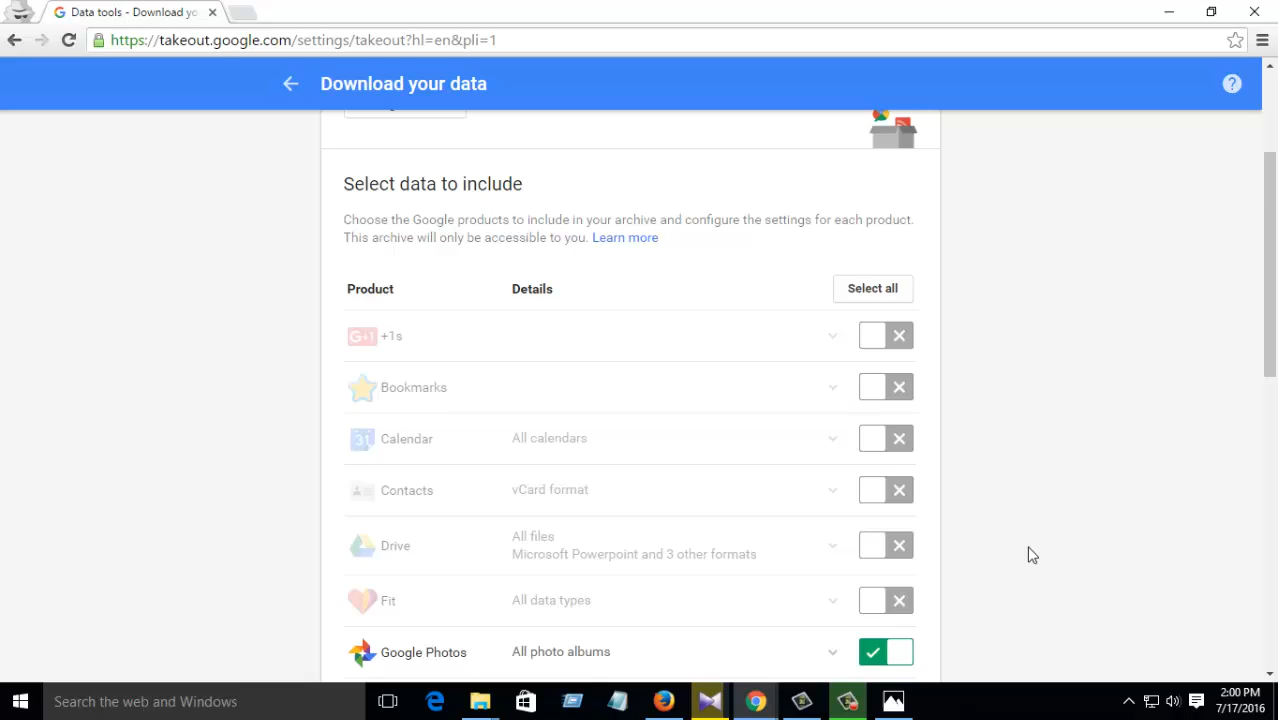 Data tools - Download yo
https://takeout.google.com/settings/takeout?hl=en&pli=1
Download your data
?
Select data to include
Choose the Google products to include in your archive and configure the settings for each product.
This archive will only be accessible to you. Learn more
Product Details Select all
G+1 +1s
Bookmarks
31 Calendar All calendars
Contacts vCard format
Drive All files
Microsoft Powerpoint and 3 other formats
Fit All data types
Google Photos All photo albums
Search the web and Windows
2:00 PM
7/17/2016